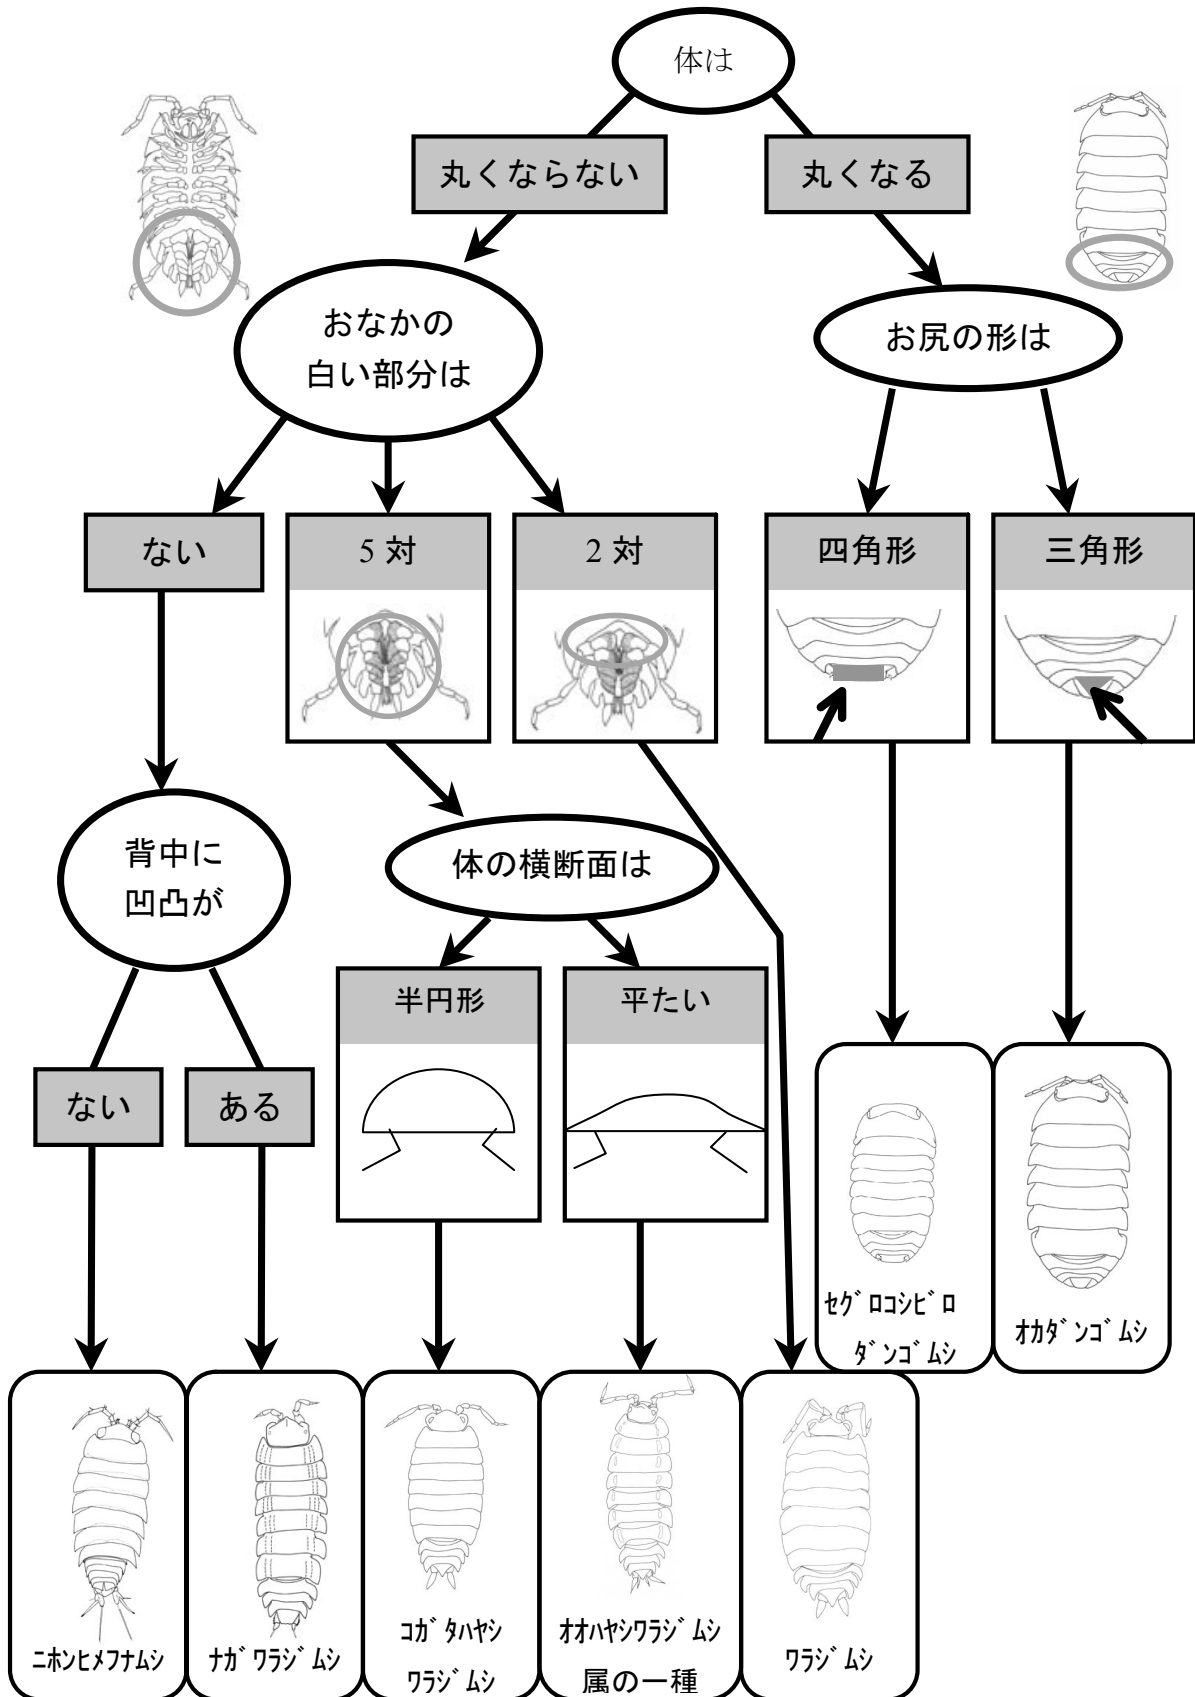 体は
丸くならない
丸くなる
おなかの
白い部分は
お尻の形は
ない
5 対
2 対
四角形
三角形
背中に
凹凸が
体の横断面は
半円形
平たい
ない
ある
ｾｸﾞﾛｺｼﾋﾞﾛ
ﾀﾞﾝｺﾞﾑｼ
ｵｶﾀﾞﾝｺﾞﾑｼ
ﾆﾎﾝﾋﾒﾌﾅﾑｼ
ﾅｶﾞﾜﾗｼﾞﾑｼ
ｺｶﾞﾀﾊﾔｼ
ﾜﾗｼﾞﾑｼ
ｵｵﾊﾔｼﾜﾗｼﾞﾑｼ
属の一種
ﾜﾗｼﾞﾑｼ